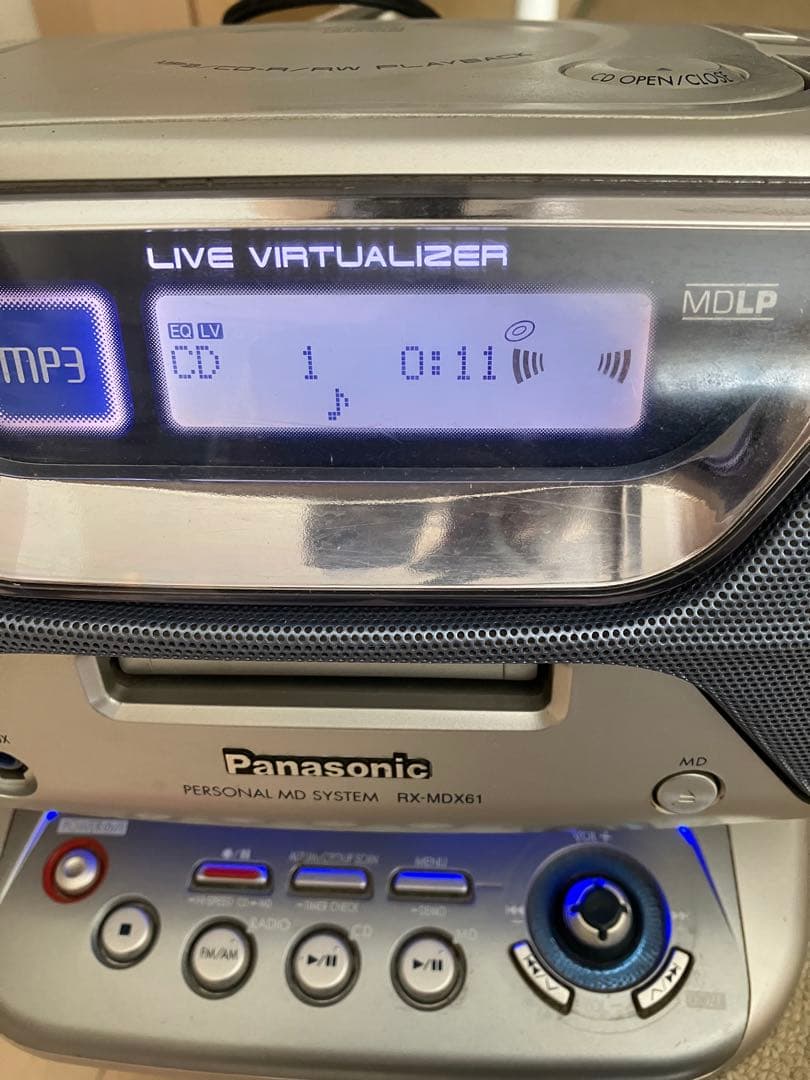 MP3/CD-R/RW PLAYBACK
CD OPEN/CLOSE
LIVE VIRTUALIZER
MP3
EQ LV
CD 1 0:11
MDLP
Panasonic
PERSONAL MD SYSTEM RX-MDX61
MD
VOL +
MENU
RADIO
CD
MD
FM/AM